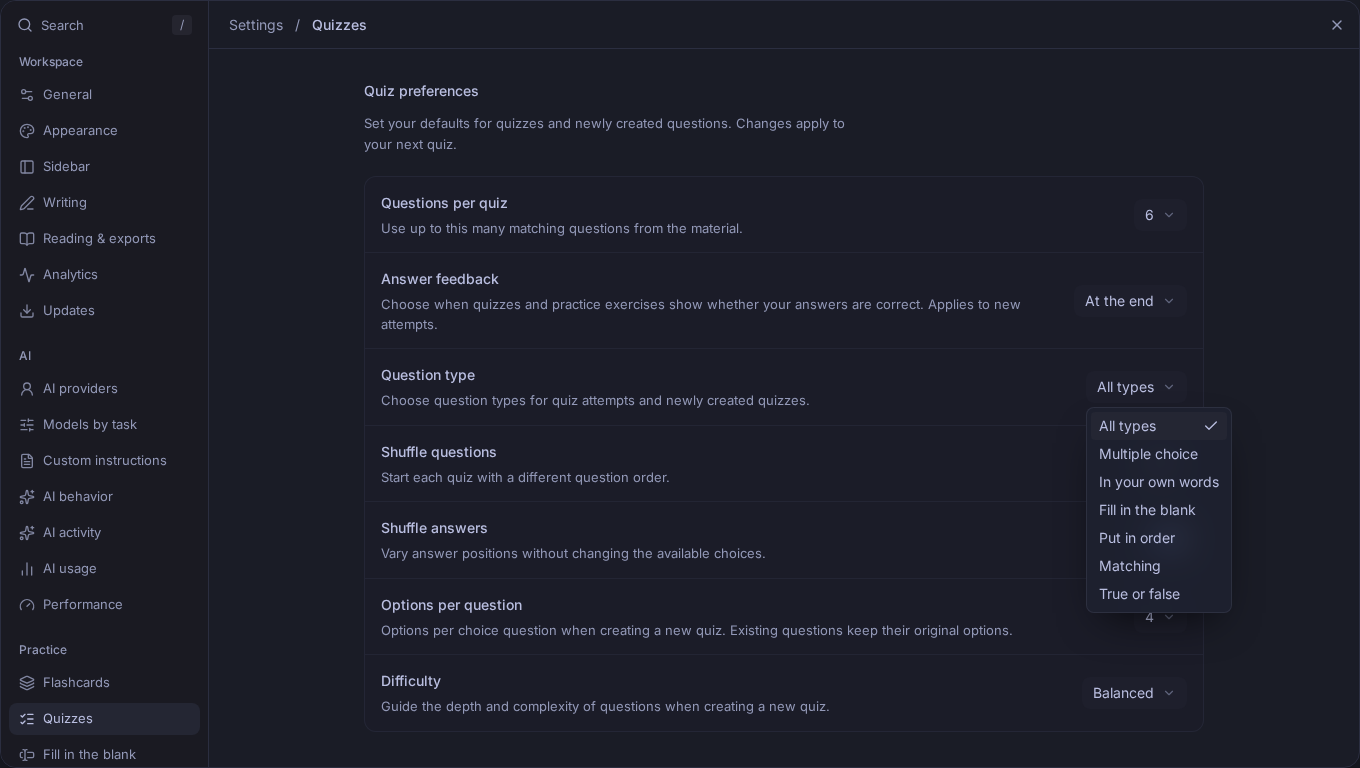 Search
/
Workspace
General
Appearance
Sidebar
Writing
Reading & exports
Analytics
Updates
AI
AI providers
Models by task
Custom instructions
AI behavior
AI activity
AI usage
Performance
Practice
Flashcards
Quizzes
Fill in the blank
Settings / Quizzes
Quiz preferences
Set your defaults for quizzes and newly created questions. Changes apply to
your next quiz.
Questions per quiz
Use up to this many matching questions from the material.
6
Answer feedback
Choose when quizzes and practice exercises show whether your answers are correct. Applies to new
attempts.
At the end
Question type
Choose question types for quiz attempts and newly created quizzes.
All types
All types
Multiple choice
In your own words
Fill in the blank
Put in order
Matching
True or false
Shuffle questions
Start each quiz with a different question order.
Shuffle answers
Vary answer positions without changing the available choices.
Options per question
Options per choice question when creating a new quiz. Existing questions keep their original options.
4
Difficulty
Guide the depth and complexity of questions when creating a new quiz.
Balanced